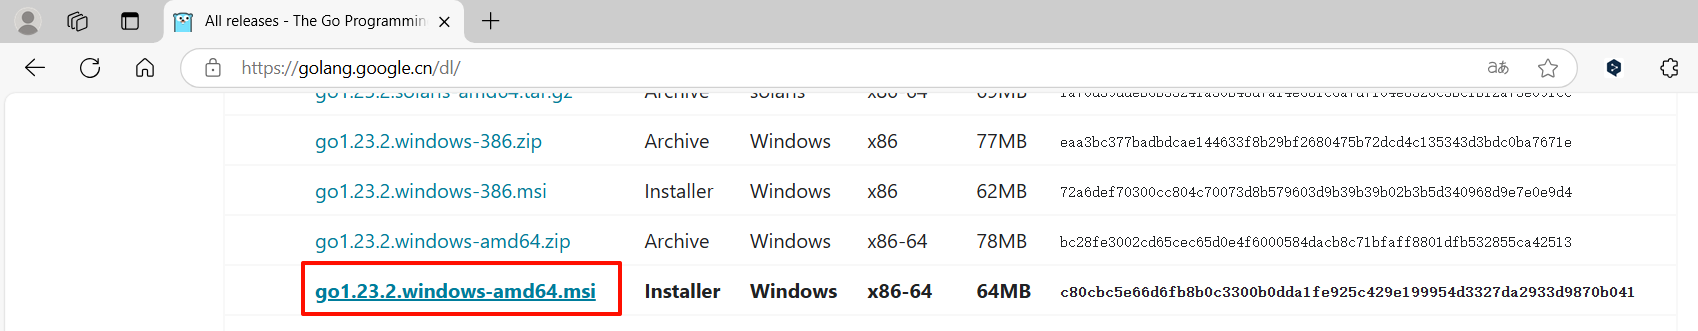 All releases - The Go Programmin
https://golang.google.cn/dl/
go1.23.2.solaris-amd64.tar.gz Archive solaris x86-64 69MB
go1.23.2.windows-386.zip Archive Windows x86 77MB eaa3bc377badbdcae144633f8b29bf2680475b72dcd4c135343d3bdc0ba7671e
go1.23.2.windows-386.msi Installer Windows x86 62MB 72a6def70300cc804c70073d8b579603d9b39b39b02b3b5d340968d9e7e0e9d4
go1.23.2.windows-amd64.zip Archive Windows x86-64 78MB bc28fe3002cd65cec65d0e4f6000584dacb8c71bfaff8801dfb532855ca42513
go1.23.2.windows-amd64.msi Installer Windows x86-64 64MB c80cbc5e66d6fb8b0c3300b0dda1fe925c429e199954d3327da2933d9870b041